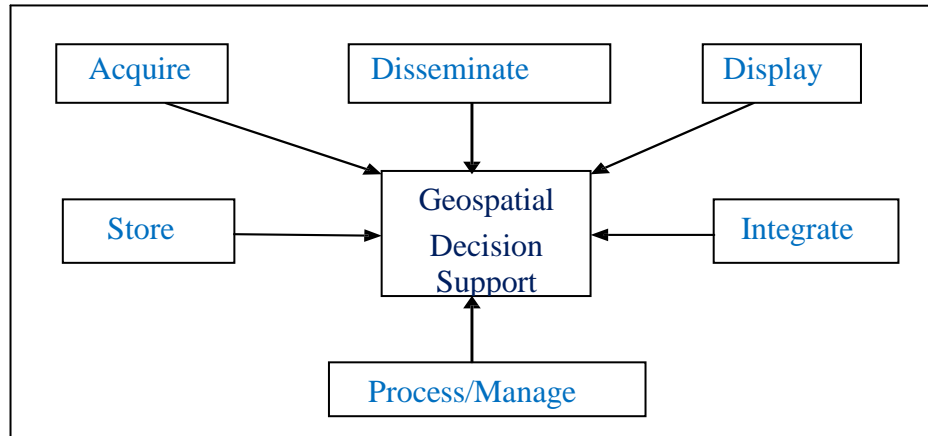 Acquire
Disseminate
Display
Geospatial
Decision
Support
Store
Integrate
Process/Manage